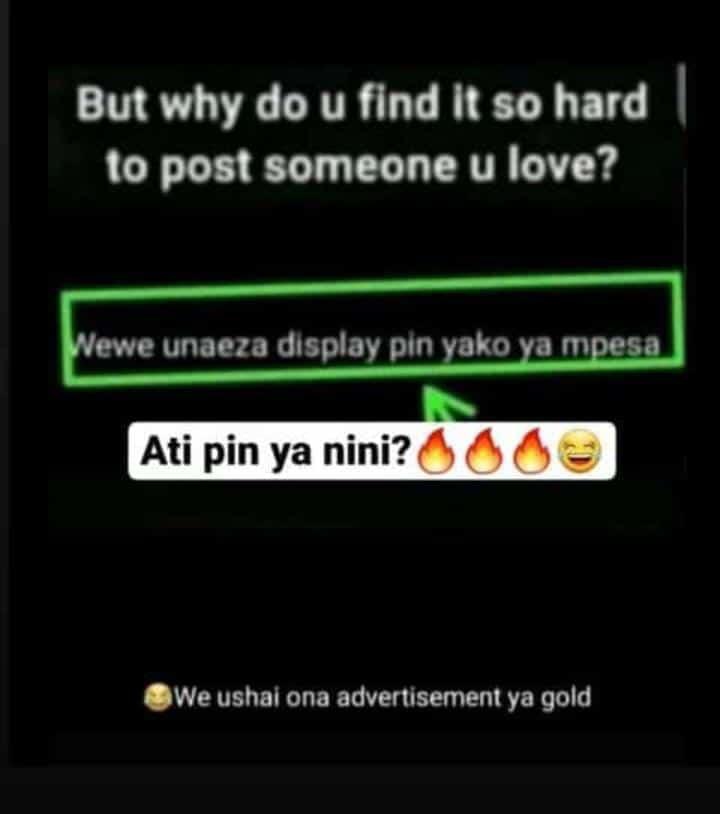 But why do u find it so hard
to post someone u love?
Wewe unaeza display pin yako ya mpesa
Ati pin ya nini?🔥🔥🔥😂
😂We ushai ona advertisement ya gold